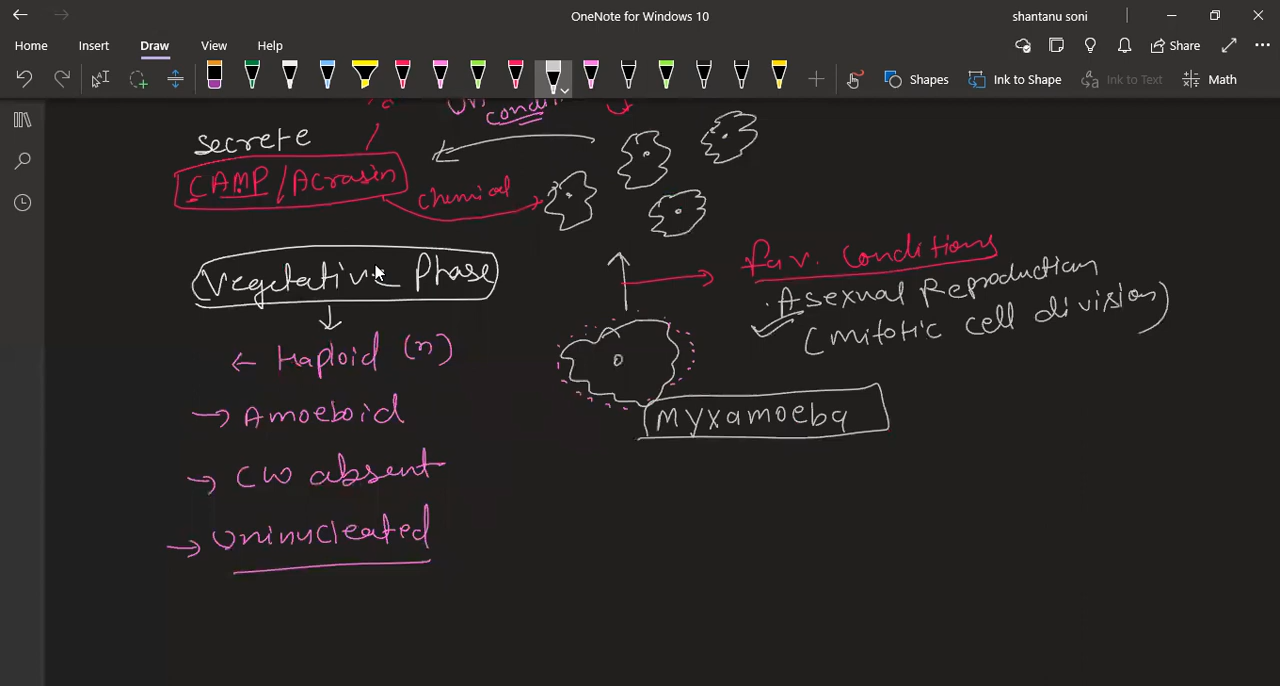 OneNote for Windows 10
shantanu soni
Home Insert Draw View Help
Share
Shapes
Ink to Shape
Ink to Text
Math
condi
secrete
CAMP/Acrasin
chemical
Vegetative Phase
fav. conditions
Asexual Reproduction
(mitotic cell division)
← Haploid (n)
→ Amoeboid
myxamoeba
→ CW absent
→ Uninucleated